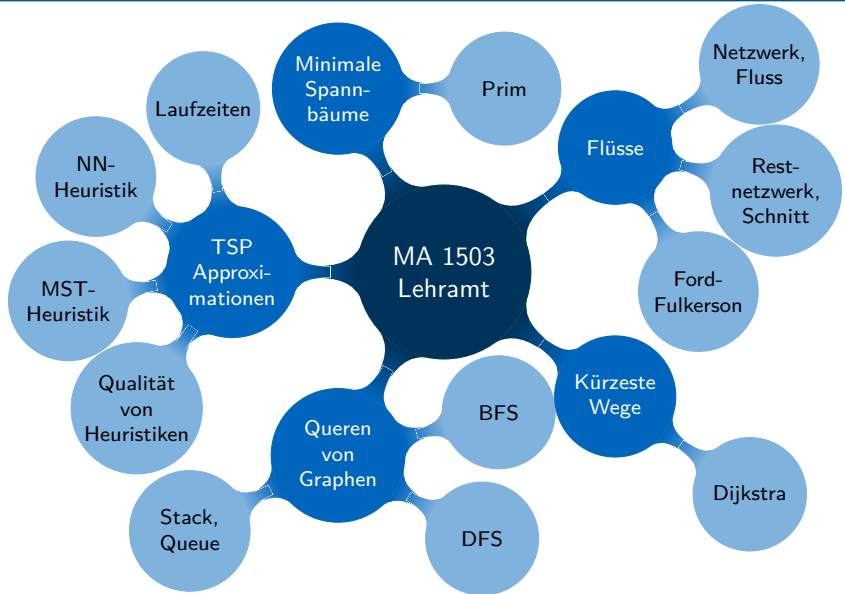 MA 1503
Lehramt
Minimale
Spann-
bäume
Prim
Flüsse
Netzwerk,
Fluss
Rest-
netzwerk,
Schnitt
Ford-
Fulkerson
Kürzeste
Wege
Dijkstra
Queren
von
Graphen
BFS
DFS
Stack,
Queue
TSP
Approxi-
mationen
Laufzeiten
NN-
Heuristik
MST-
Heuristik
Qualität
von
Heuristiken